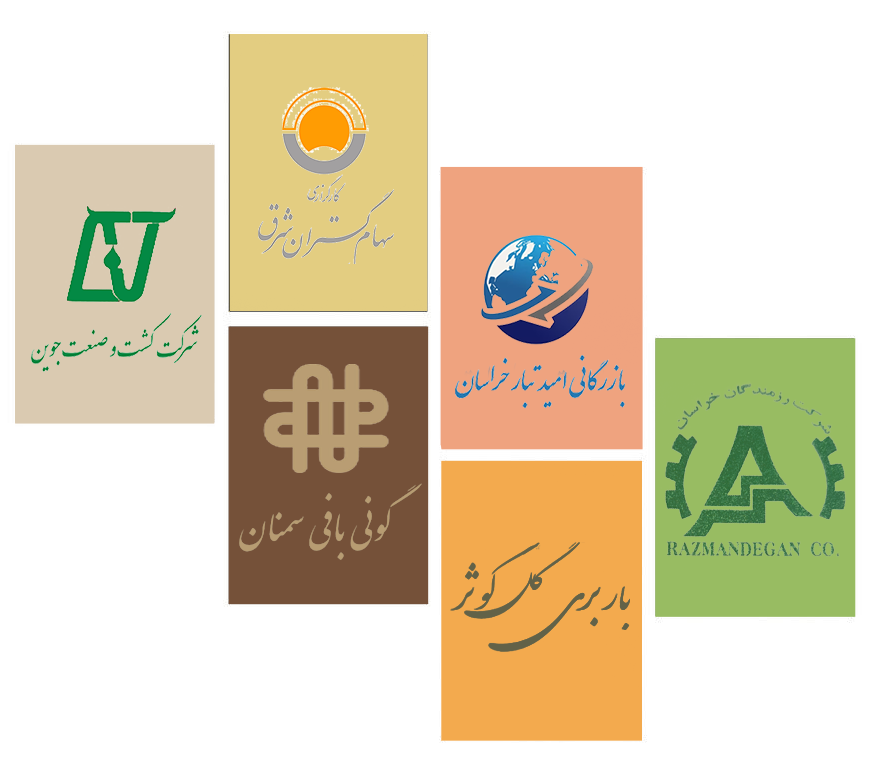 شرکت کشت و صنعت جوین
کارگزاری
سهام گستران شرق
گونی بافی سمنان
بازرگانی امید تبار خراسان
باربری گل کوثر
شرکت رزمندگان خراسان
RAZMANDEGAN CO.